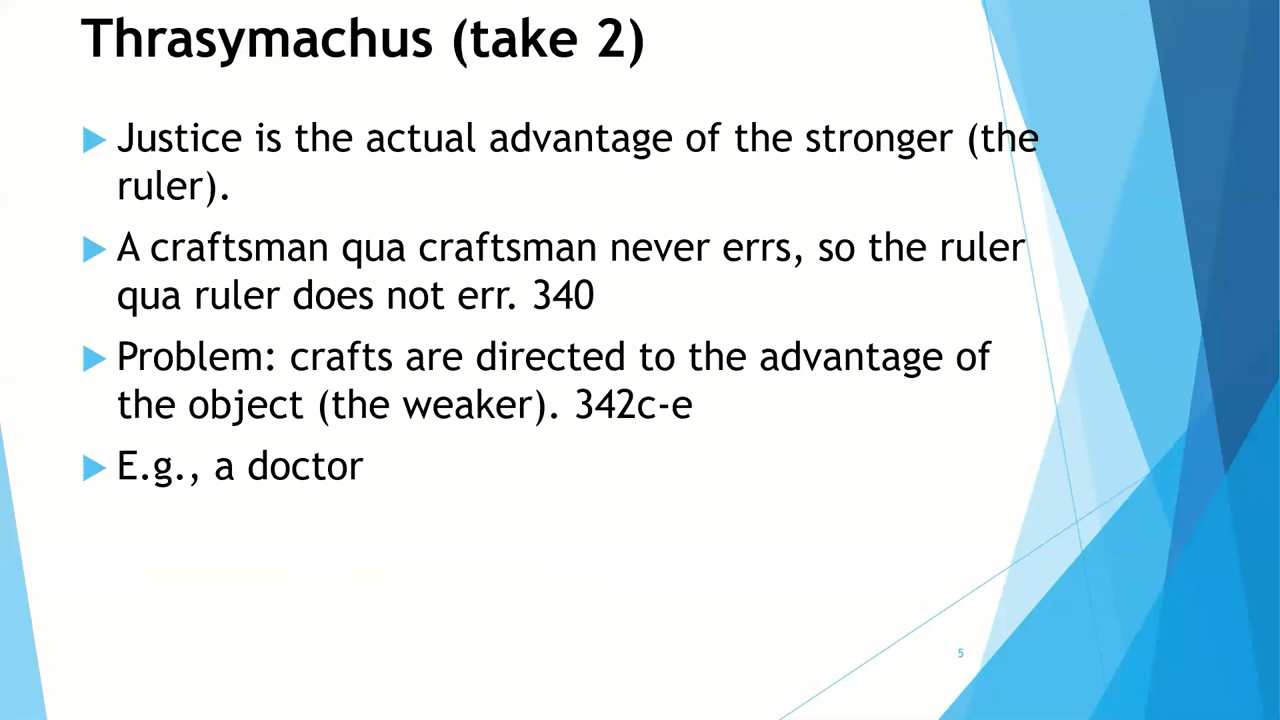 Thrasymachus (take 2)
Justice is the actual advantage of the stronger (the
ruler).
A craftsman qua craftsman never errs, so the ruler
qua ruler does not err. 340
Problem: crafts are directed to the advantage of
the object (the weaker). 342c-e
E.g., a doctor
5